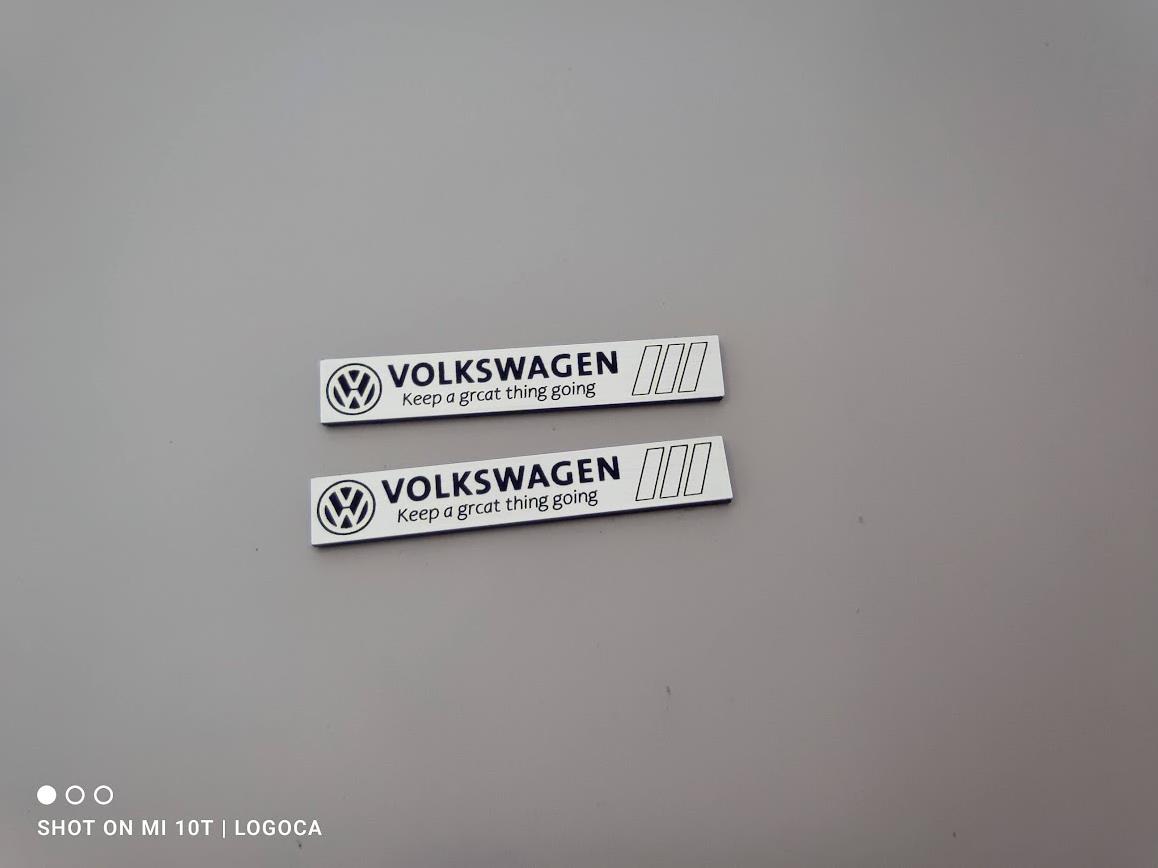 VOLKSWAGEN
Keep a grcat thing going
VOLKSWAGEN
Keep a grcat thing going
SHOT ON MI 10T | LOGOCA